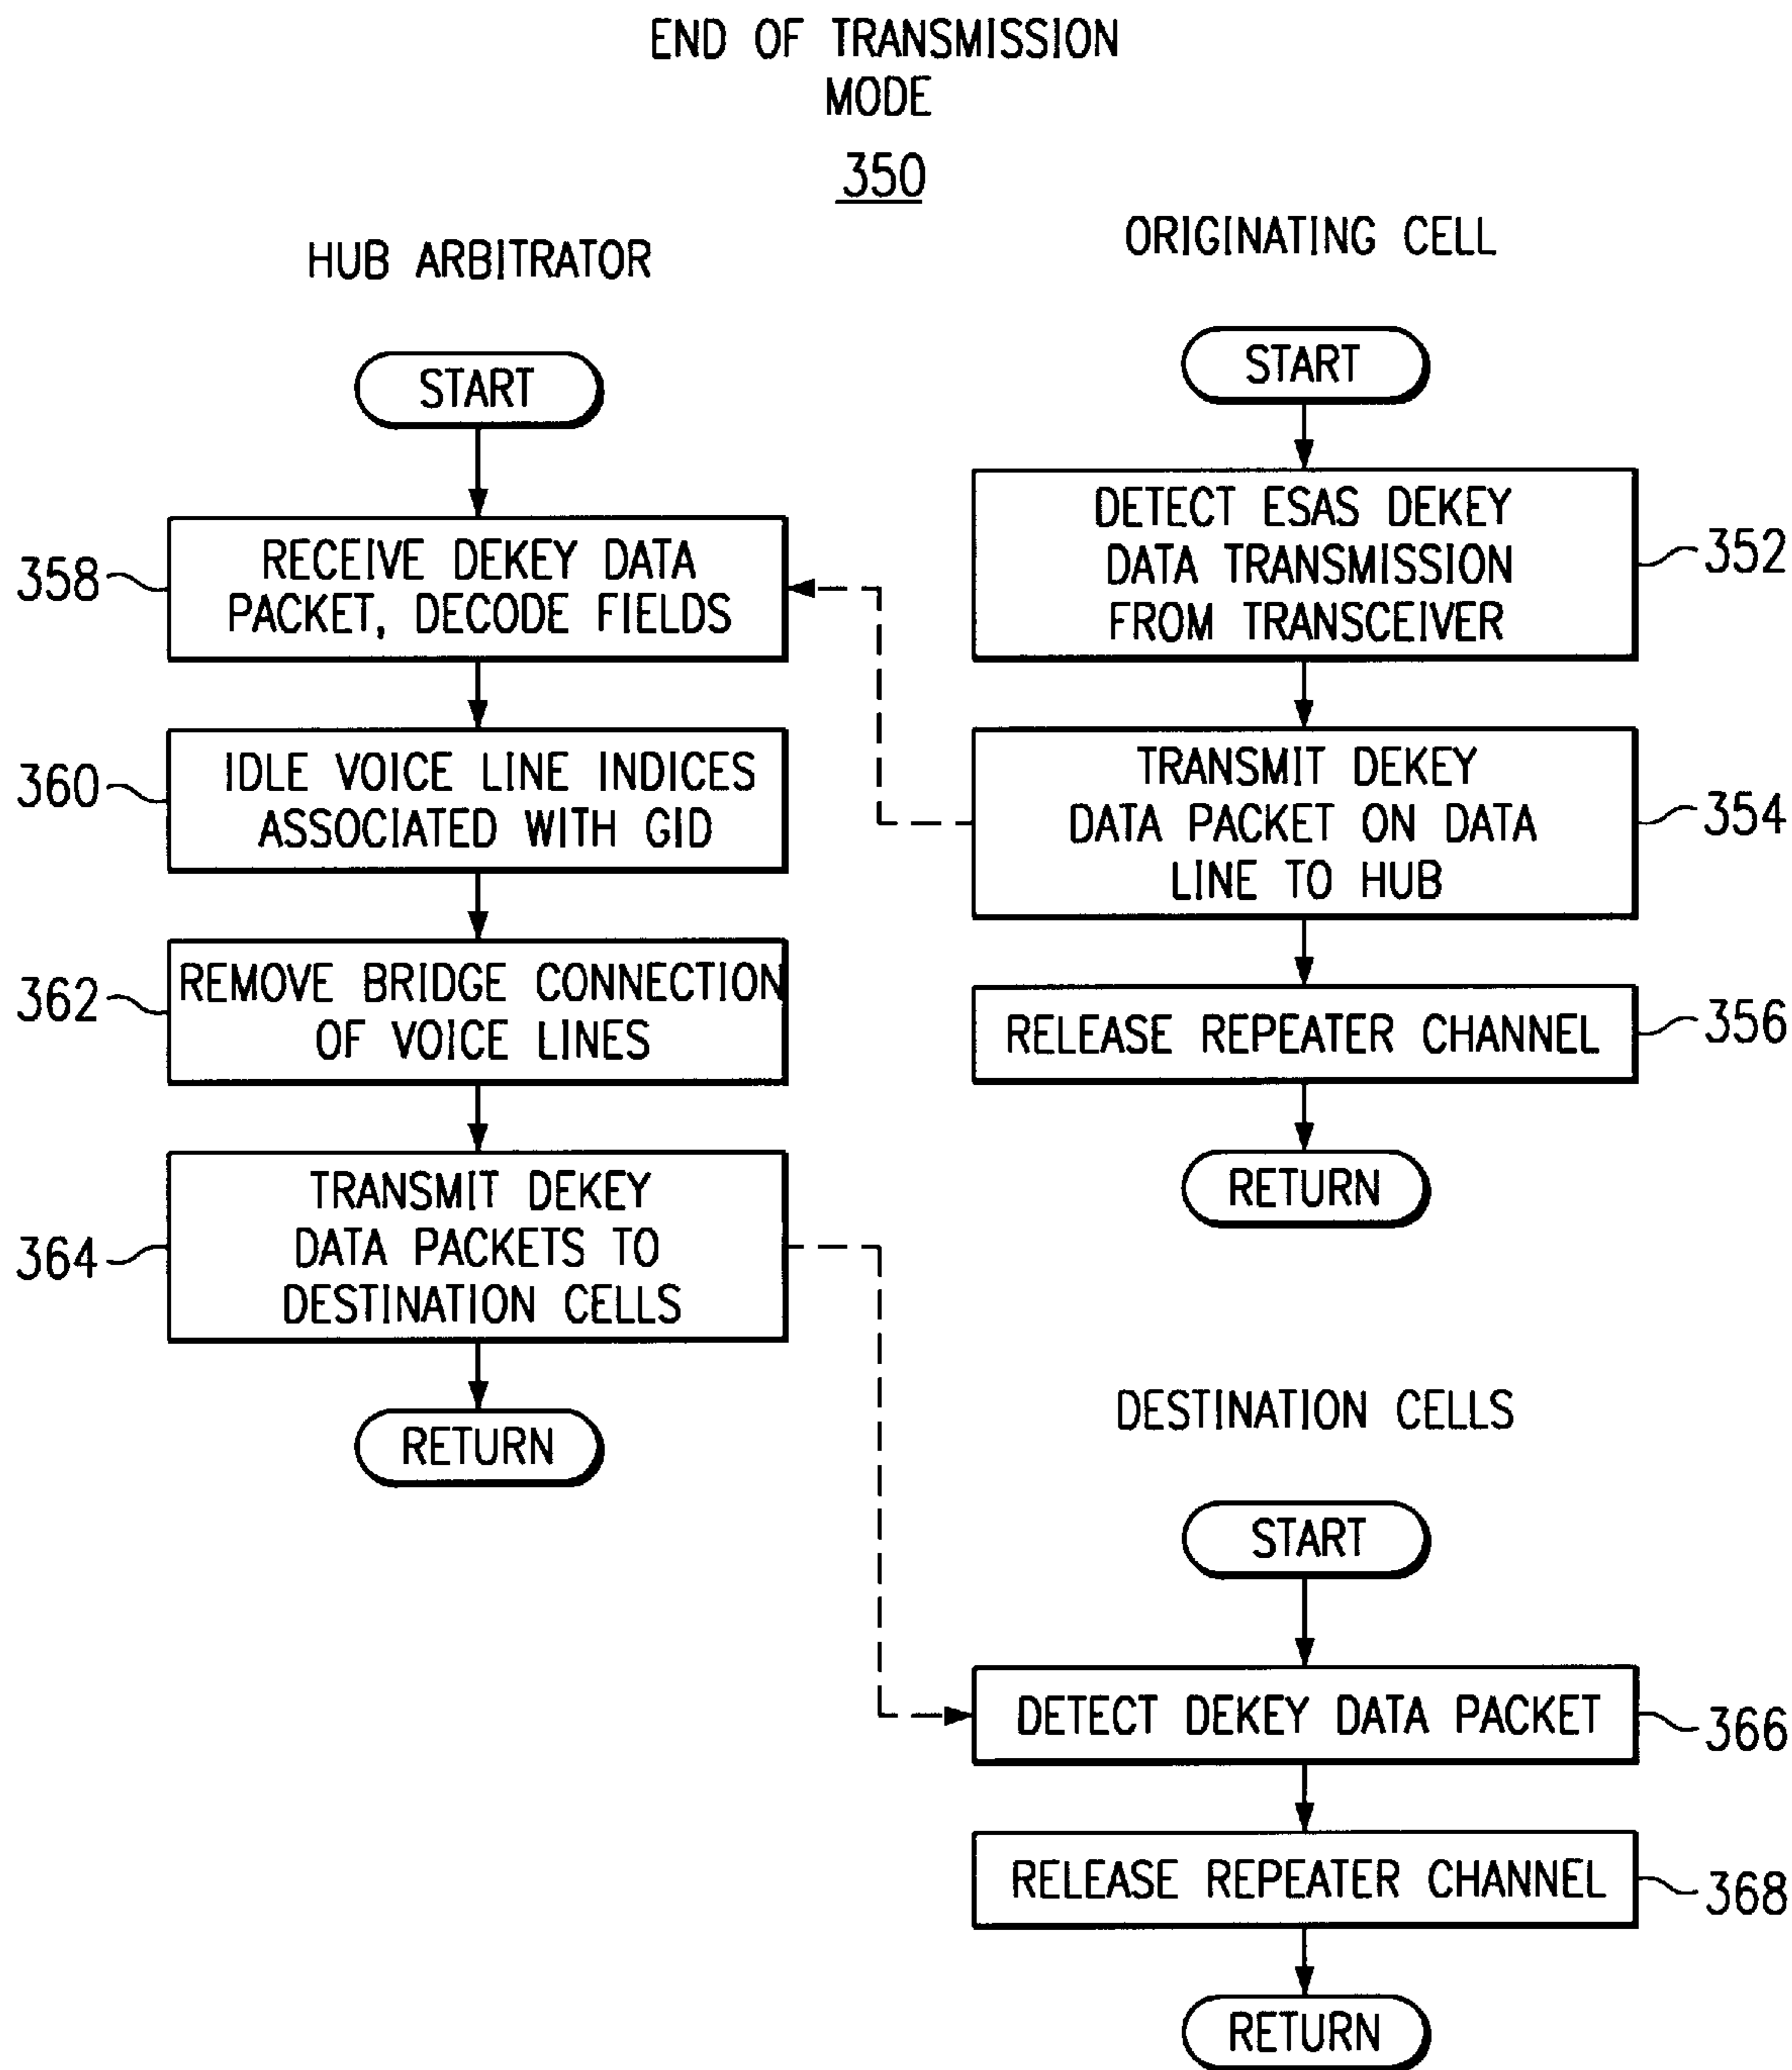 END OF TRANSMISSION
MODE
350
HUB ARBITRATOR
START
358
RECEIVE DEKEY DATA
PACKET, DECODE FIELDS
360
IDLE VOICE LINE INDICES
ASSOCIATED WITH GID
362
REMOVE BRIDGE CONNECTION
OF VOICE LINES
364
TRANSMIT DEKEY
DATA PACKETS TO
DESTINATION CELLS
RETURN
ORIGINATING CELL
START
DETECT ESAS DEKEY
DATA TRANSMISSION
FROM TRANSCEIVER
352
TRANSMIT DEKEY
DATA PACKET ON DATA
LINE TO HUB
354
RELEASE REPEATER CHANNEL
356
RETURN
DESTINATION CELLS
START
DETECT DEKEY DATA PACKET
366
RELEASE REPEATER CHANNEL
368
RETURN